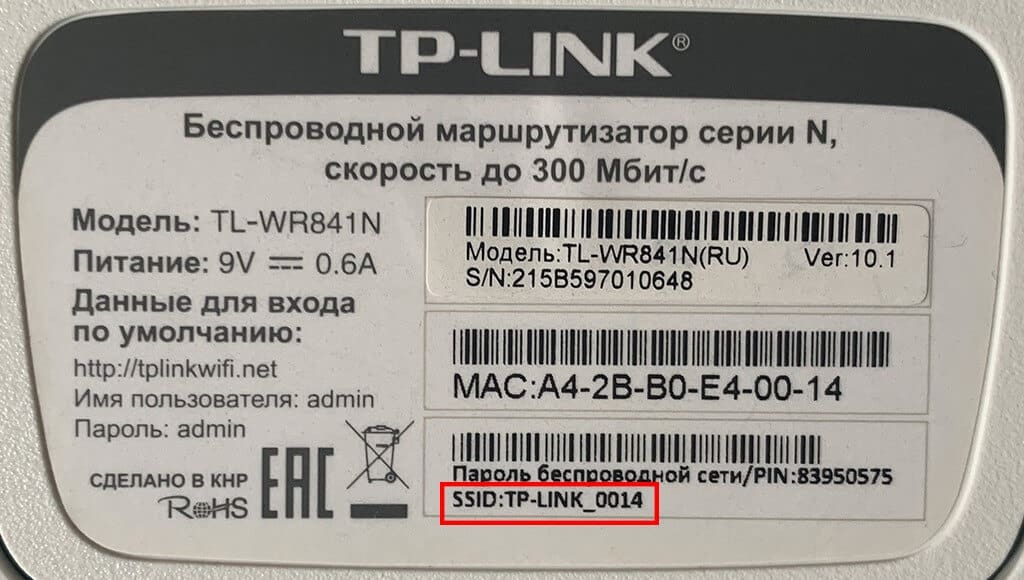 TP-LINK®
Беспроводной маршрутизатор серии N,
скорость до 300 Мбит/с
Модель: TL-WR841N
Питание: 9V ⎓ 0.6A
Данные для входа
по умолчанию:
http://tplinkwifi.net
Имя пользователя: admin
Пароль: admin
СДЕЛАНО В КНР
RoHS
EAC
Модель:TL-WR841N(RU) Ver:10.1
S/N:215B597010648
MAC:A4-2B-B0-E4-00-14
Пароль беспроводной сети/PIN:83950575
SSID:TP-LINK_0014